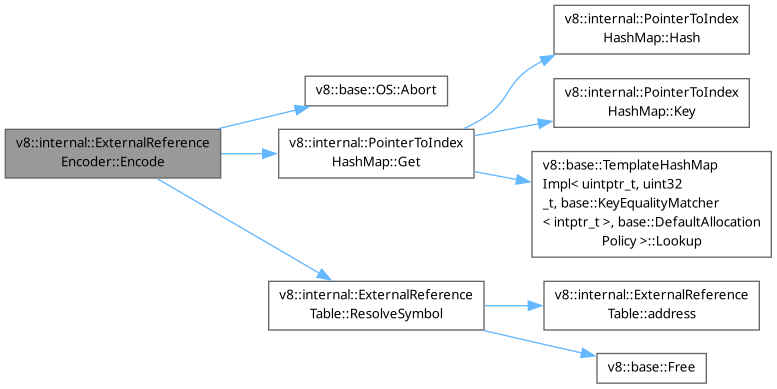 v8::internal::ExternalReference
Encoder::Encode
v8::base::OS::Abort
v8::internal::PointerToIndex
HashMap::Get
v8::internal::PointerToIndex
HashMap::Hash
v8::internal::PointerToIndex
HashMap::Key
v8::base::TemplateHashMap
Impl< uintptr_t, uint32
_t, base::KeyEqualityMatcher
< intptr_t >, base::DefaultAllocation
Policy >::Lookup
v8::internal::ExternalReference
Table::ResolveSymbol
v8::internal::ExternalReference
Table::address
v8::base::Free